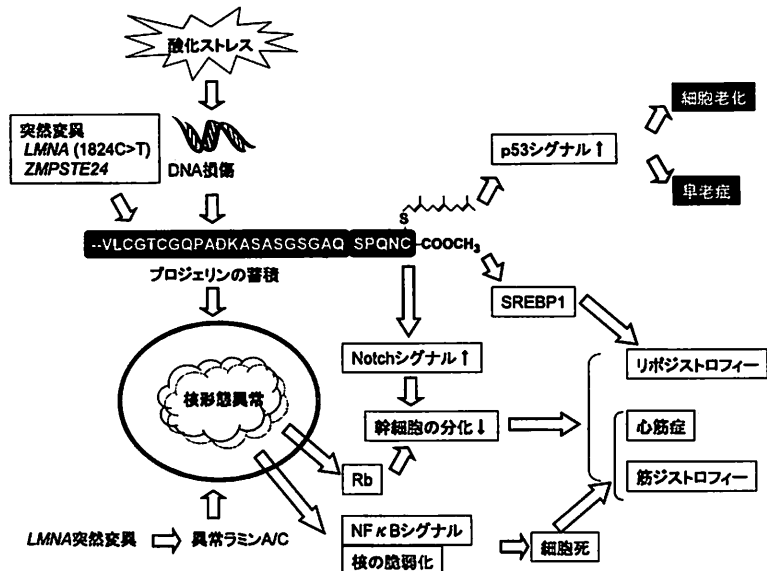 酸化ストレス
突然変異
LMNA (1824C>T)
ZMPSTE24
DNA損傷
p53シグナル↑
細胞老化
早老症
S
--VLCGTCGQPADKASASGSGAQ SPQNC-COOCH₃
プロジェリンの蓄積
SREBP1
Notchシグナル↑
リポジストロフィー
核形態異常
幹細胞の分化↓
心筋症
Rb
筋ジストロフィー
LMNA突然変異
異常ラミンA/C
NFκBシグナル
核の脆弱化
細胞死